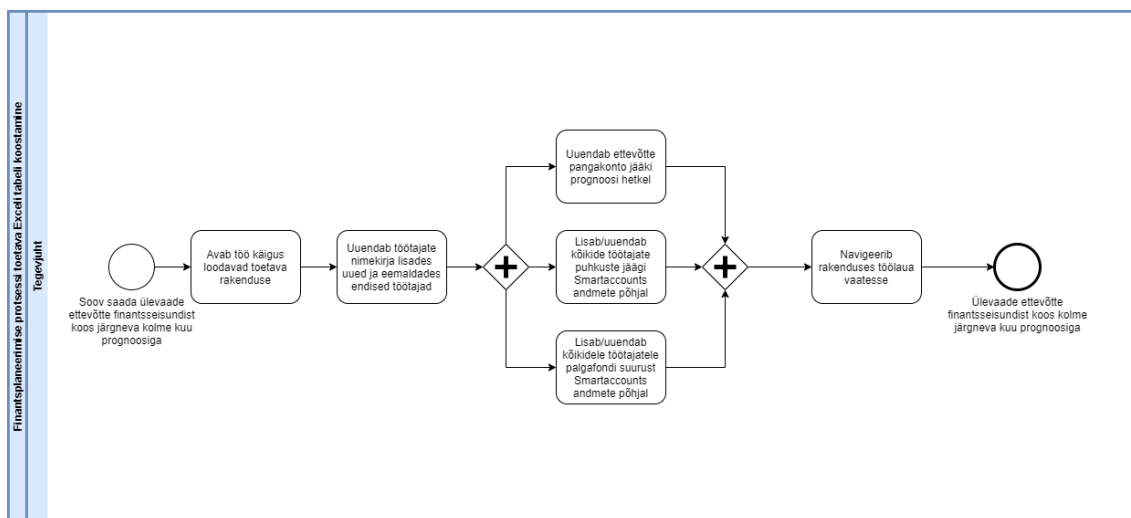 Finantsplaneerimise protsessi toetava Exceli tabeli koostamine
Tegevjuht
Soov saada ülevaade
ettevõtte finantsseisundist
koos järgneva kolme kuu
prognoosiga
Avab töö käigus
loodavad toetava
rakenduse
Uuendab töötajate
nimekirja lisades
uued ja eemaldades
endised töötajad
Uuendab ettevõtte
pangakonto jääki
prognoosi hetkel
Lisab/uuendab
kõikide töötajate
puhkuste jäägi
Smartaccounts
andmete põhjal
Lisab/uuendab
kõikidele töötajatele
palgafondi suurust
Smartaccounts
andmete põhjal
Navigeerib
rakenduses töölaua
vaatesse
Ülevaade ettevõtte
finantsseisundist koos kolme
järgneva kuu prognoosiga